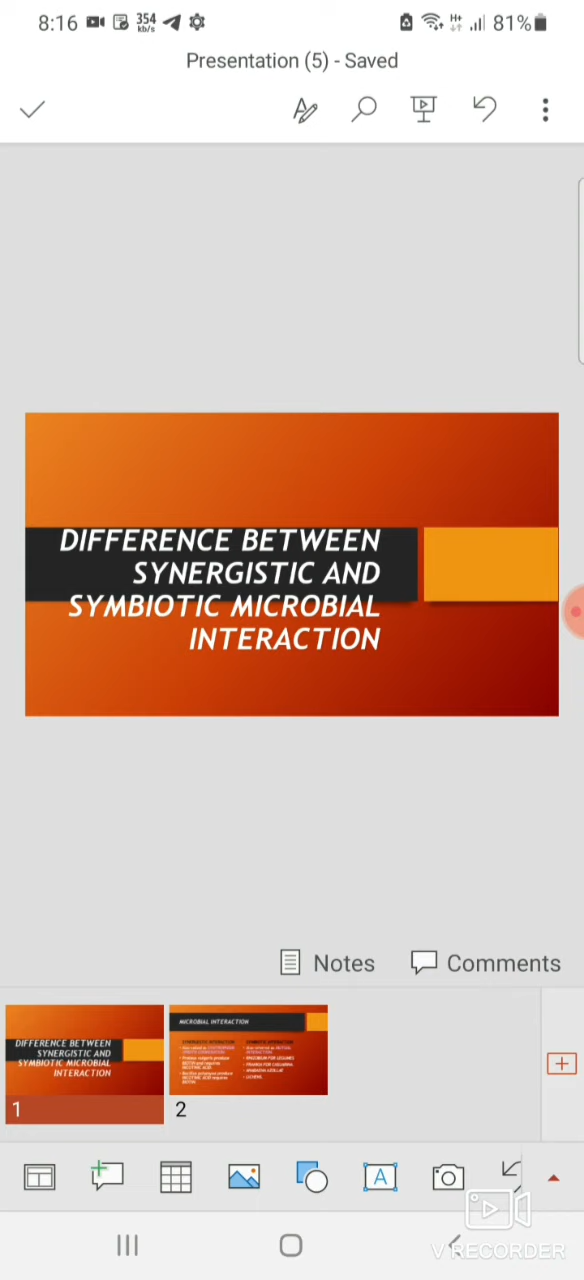 8:16 354 kb/s H+ 81%
Presentation (5) - Saved
DIFFERENCE BETWEEN
SYNERGISTIC AND
SYMBIOTIC MICROBIAL
INTERACTION
Notes Comments
DIFFERENCE BETWEEN
SYNERGISTIC AND
SYMBIOTIC MICROBIAL
INTERACTION
1
MICROBIAL INTERACTION
2
A
V RECORDER